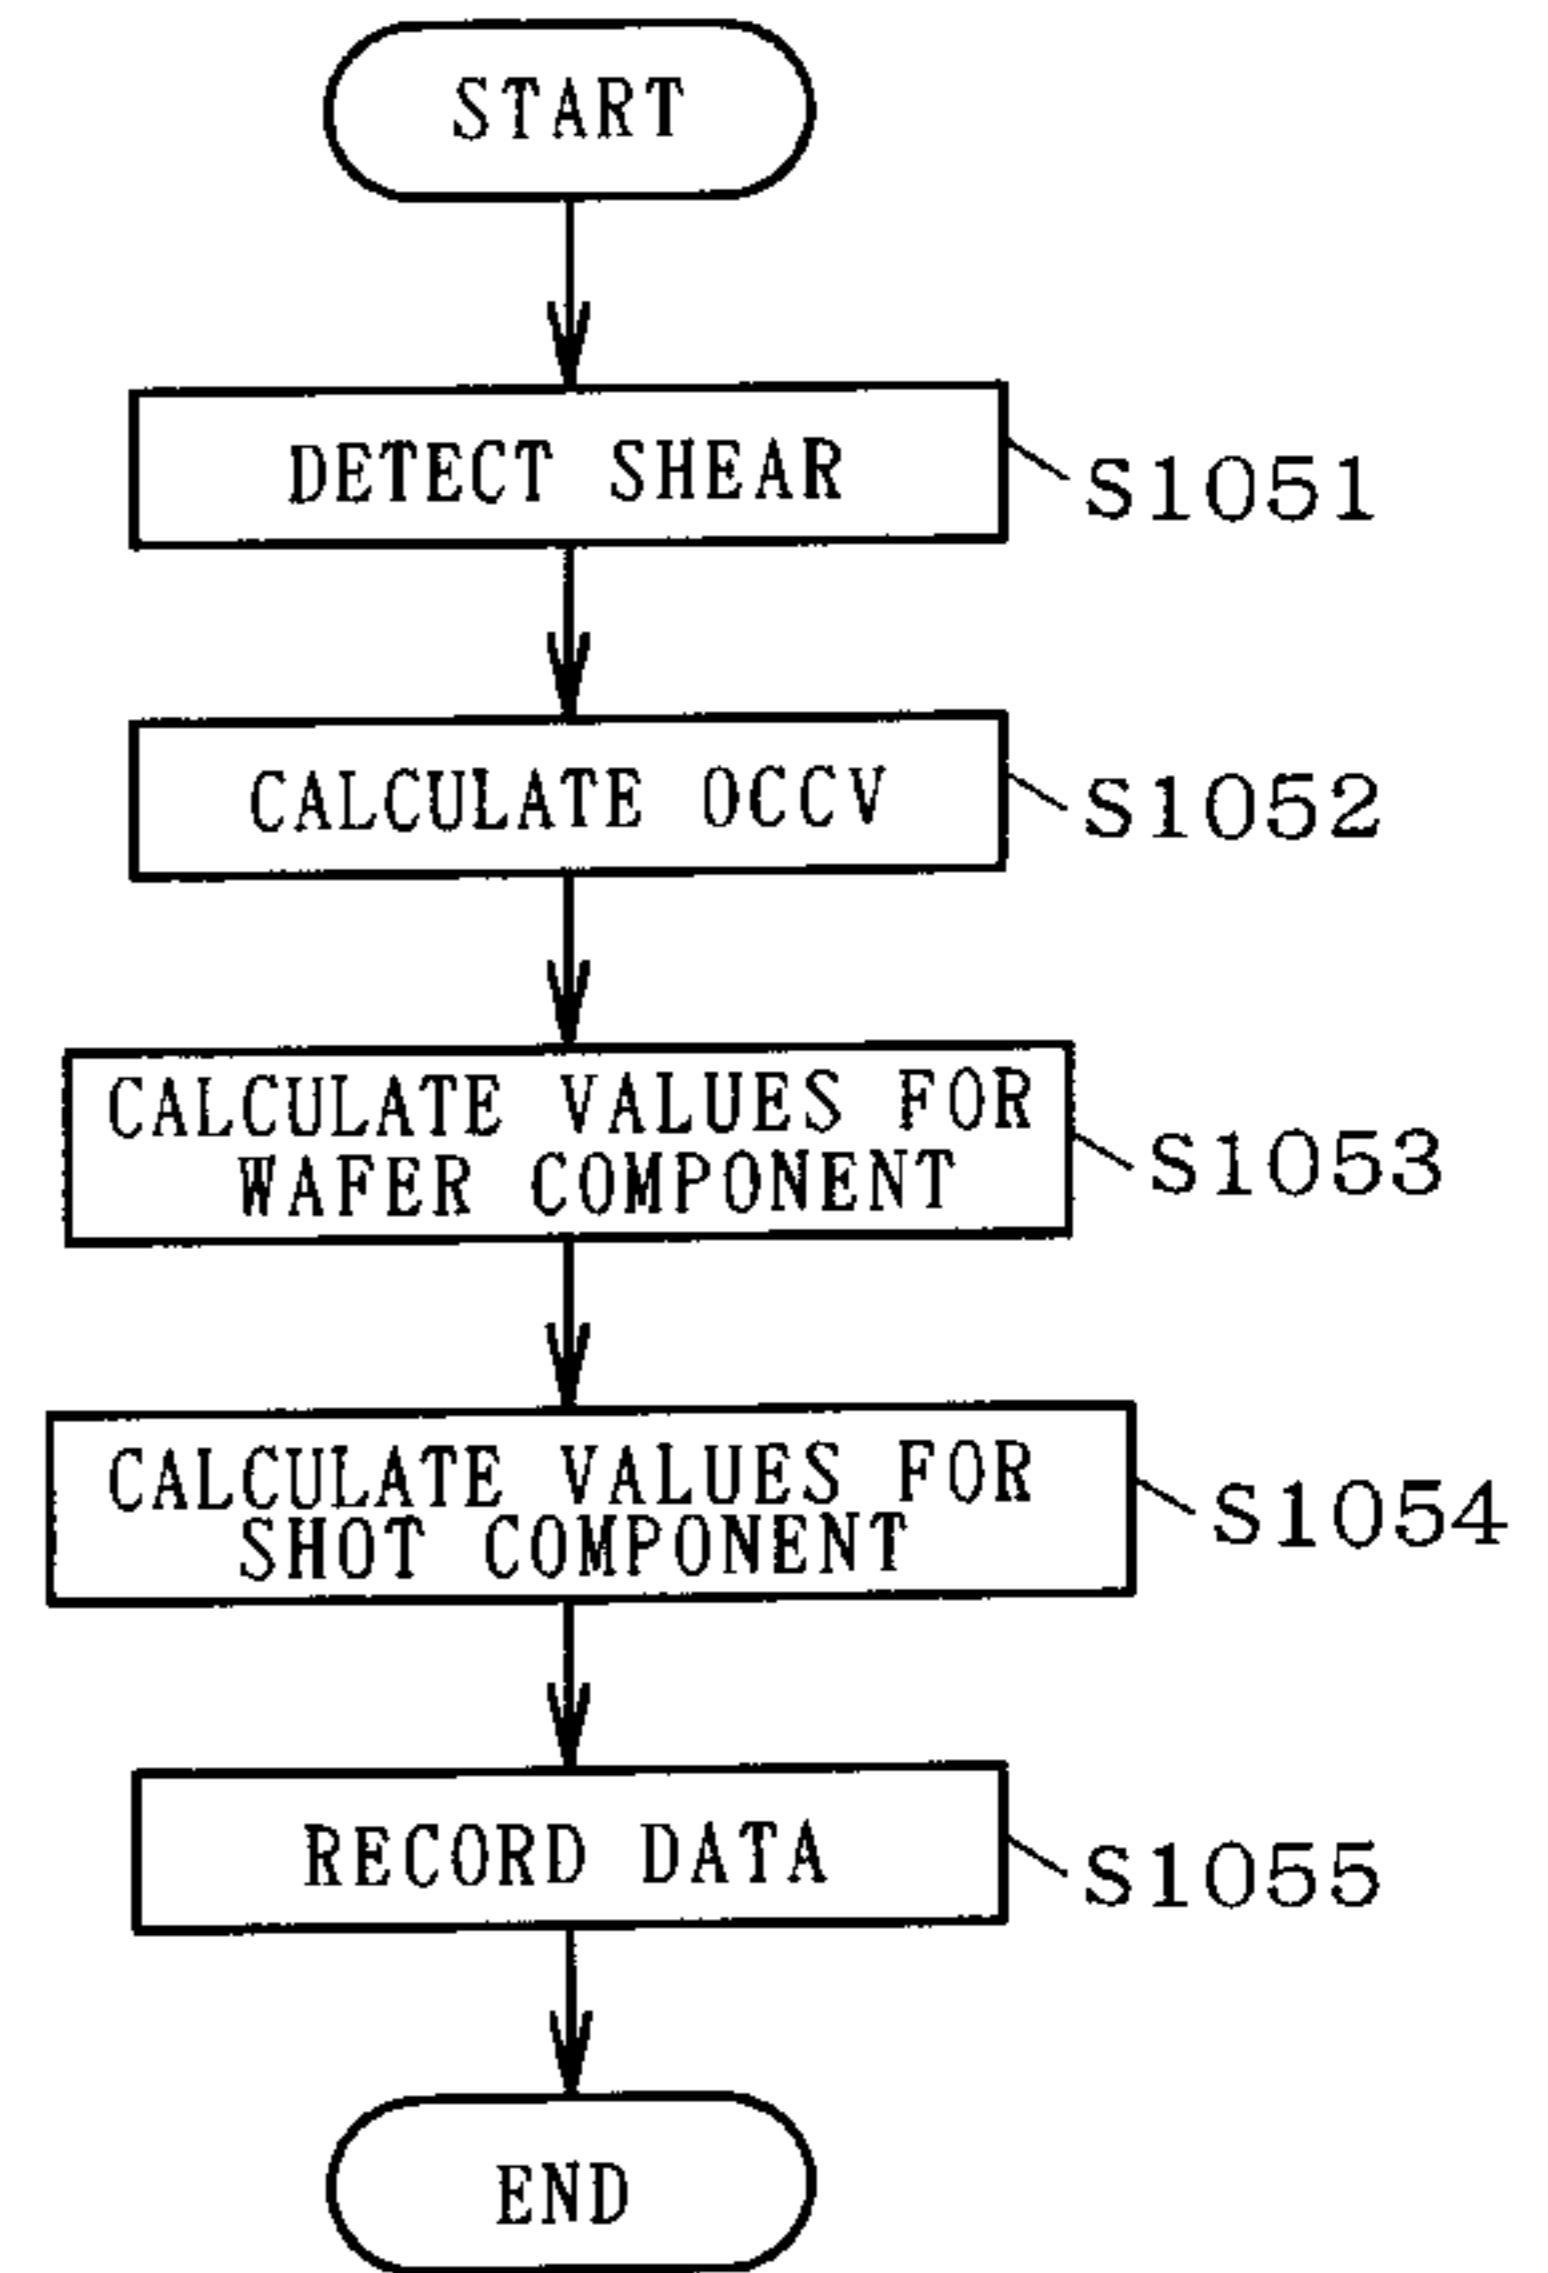 START
DETECT SHEAR
S1051
CALCULATE OCCV
S1052
CALCULATE VALUES FOR
WAFER COMPONENT
S1053
CALCULATE VALUES FOR
SHOT COMPONENT
S1054
RECORD DATA
S1055
END